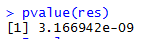 > pvalue(res)
[1] 3.166942e-09